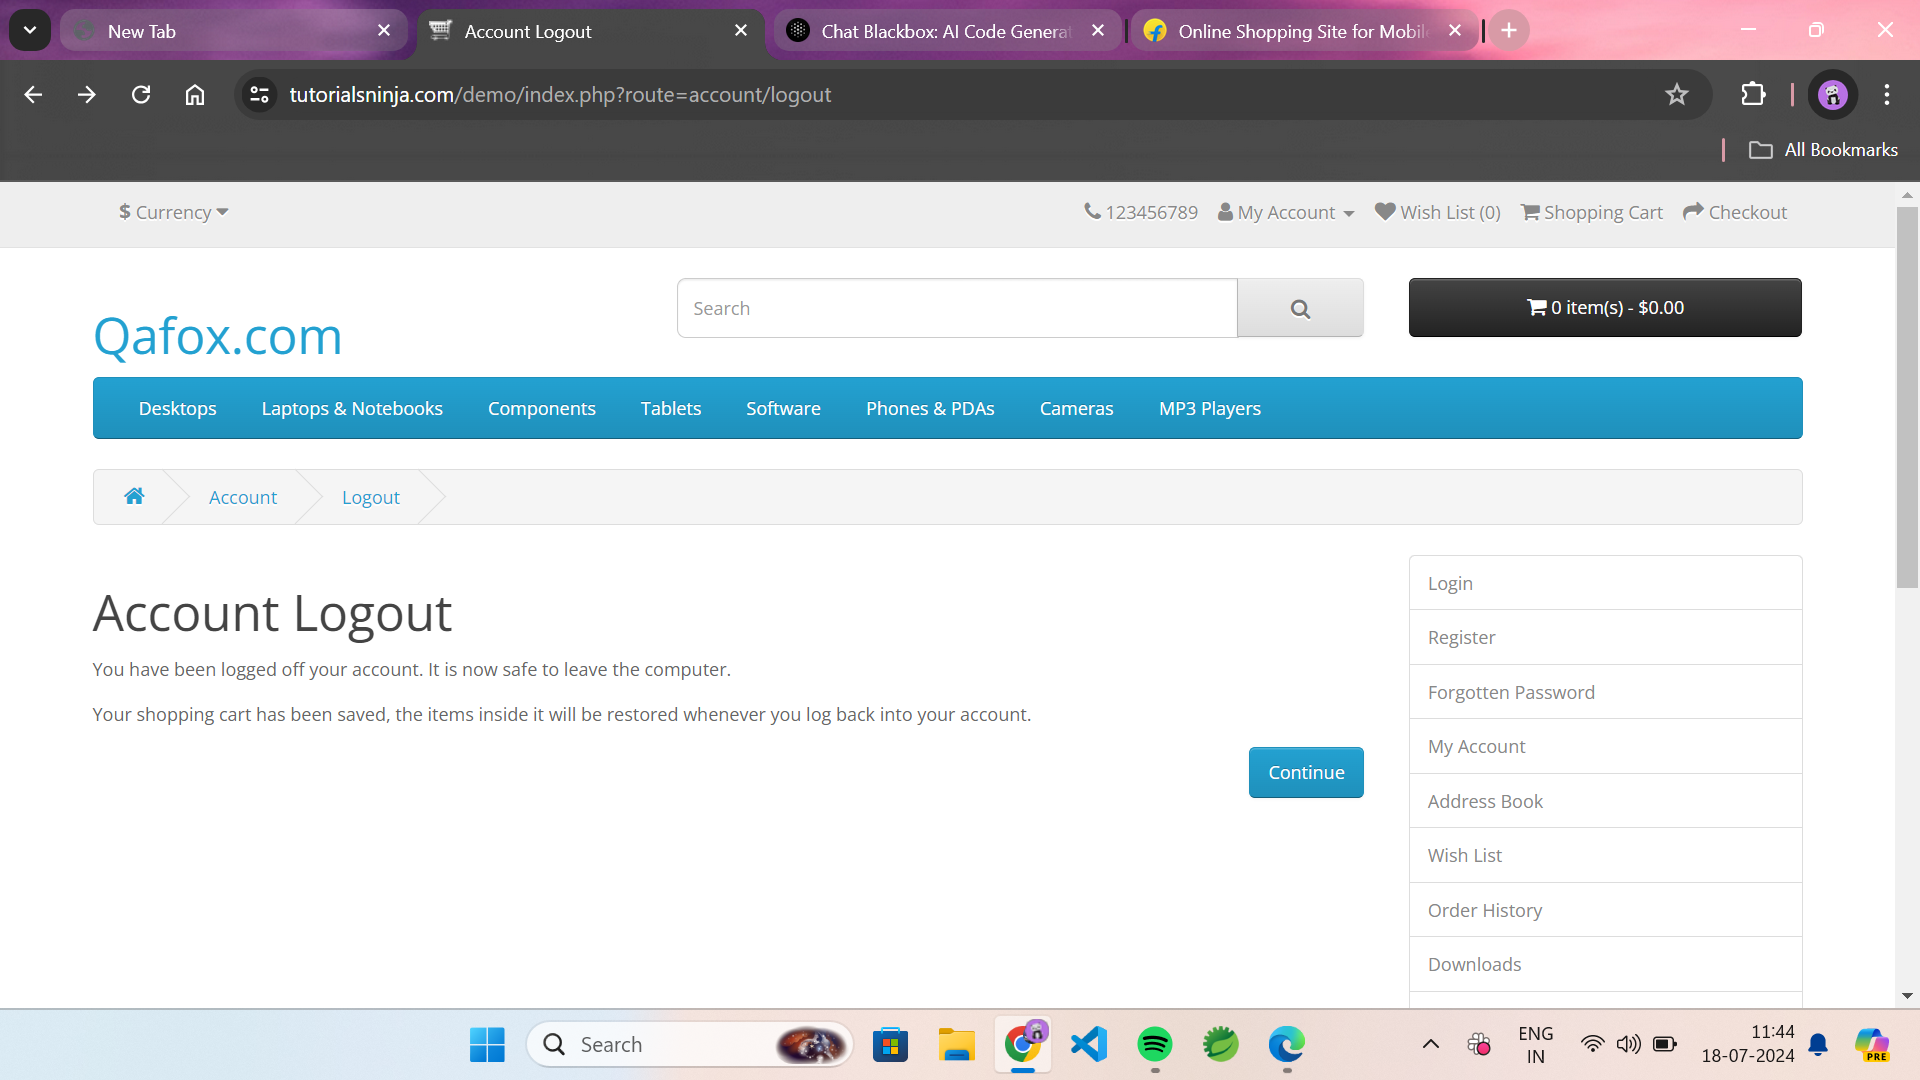 New Tab
Account Logout
Chat Blackbox: AI Code Genera
Online Shopping Site for Mobil
tutorialsninja.com/demo/index.php?route=account/logout
All Bookmarks
$ Currency
123456789
My Account
Wish List (0)
Shopping Cart
Checkout
Qafox.com
Search
0 item(s) - $0.00
Desktops
Laptops & Notebooks
Components
Tablets
Software
Phones & PDAs
Cameras
MP3 Players
Account
Logout
Account Logout
You have been logged off your account. It is now safe to leave the computer.
Your shopping cart has been saved, the items inside it will be restored whenever you log back into your account.
Continue
Login
Register
Forgotten Password
My Account
Address Book
Wish List
Order History
Downloads
Search
ENG
IN
11:44
18-07-2024
PRE